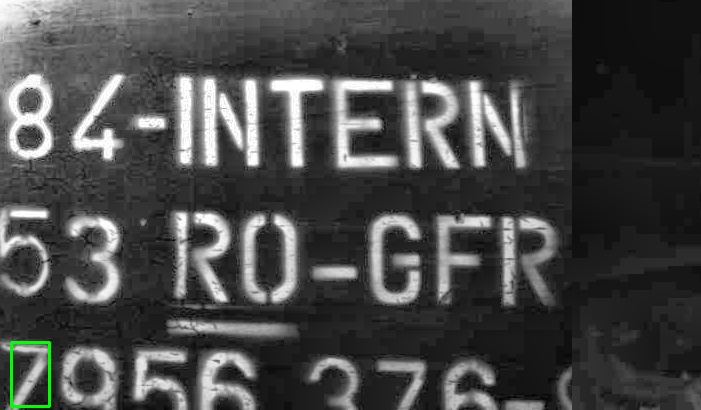 84-INTERN
53 RO-GFR
7956 376-